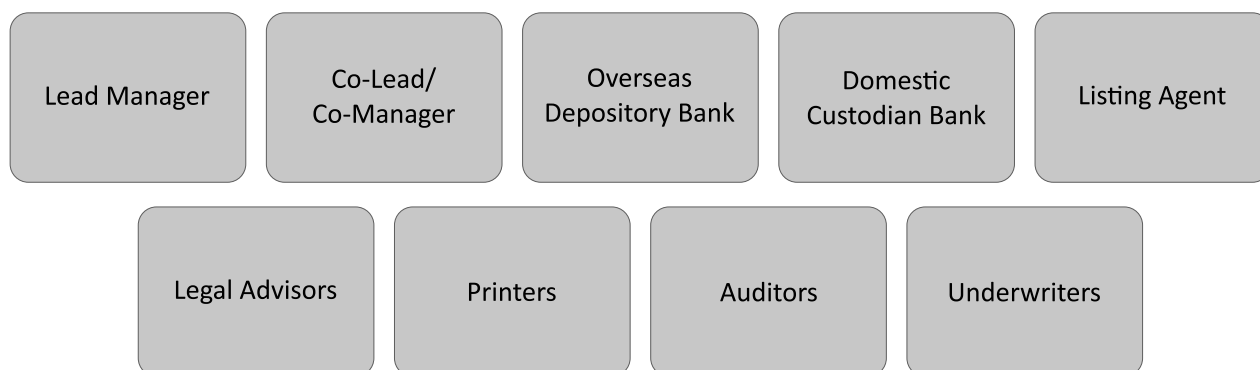 Lead Manager
Co-Lead/
Co-Manager
Overseas
Depository Bank
Domestic
Custodian Bank
Listing Agent
Legal Advisors
Printers
Auditors
Underwriters